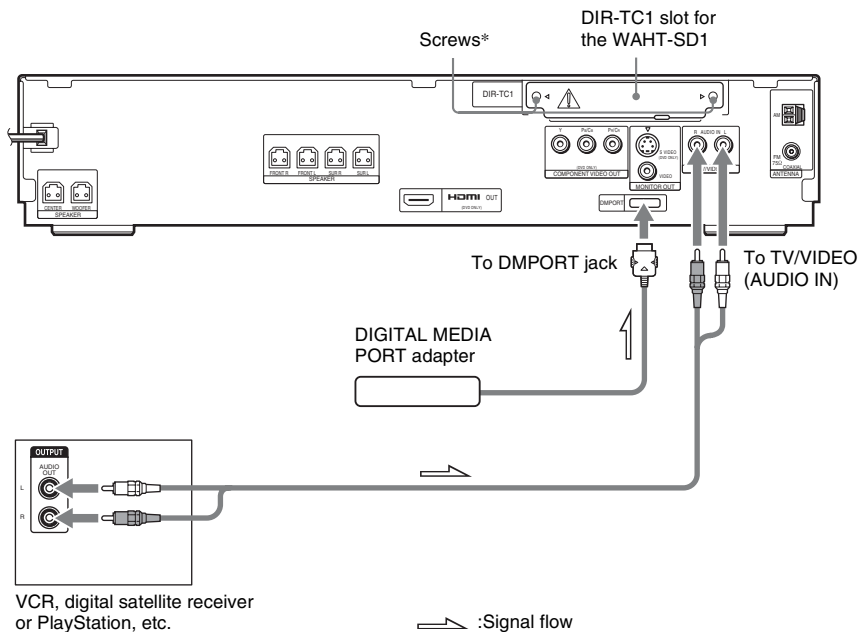 DIR-TC1 slot for
the WAHT-SD1
Screws*
DIR-TC1
AM
FM
75Ω
COAXIAL
ANTENNA
Y
PB/CB
PR/CR
(DVD ONLY)
COMPONENT VIDEO OUT
S VIDEO
(DVD ONLY)
VIDEO
MONITOR OUT
R AUDIO IN L
FRONT R
FRONT L
SUR R
SUR L
SPEAKER
CENTER
WOOFER
SPEAKER
HDMI OUT
(DVD ONLY)
DMPORT
To DMPORT jack
To TV/VIDEO
(AUDIO IN)
DIGITAL MEDIA
PORT adapter
OUTPUT
AUDIO
OUT
L
R
VCR, digital satellite receiver
or PlayStation, etc.
:Signal flow